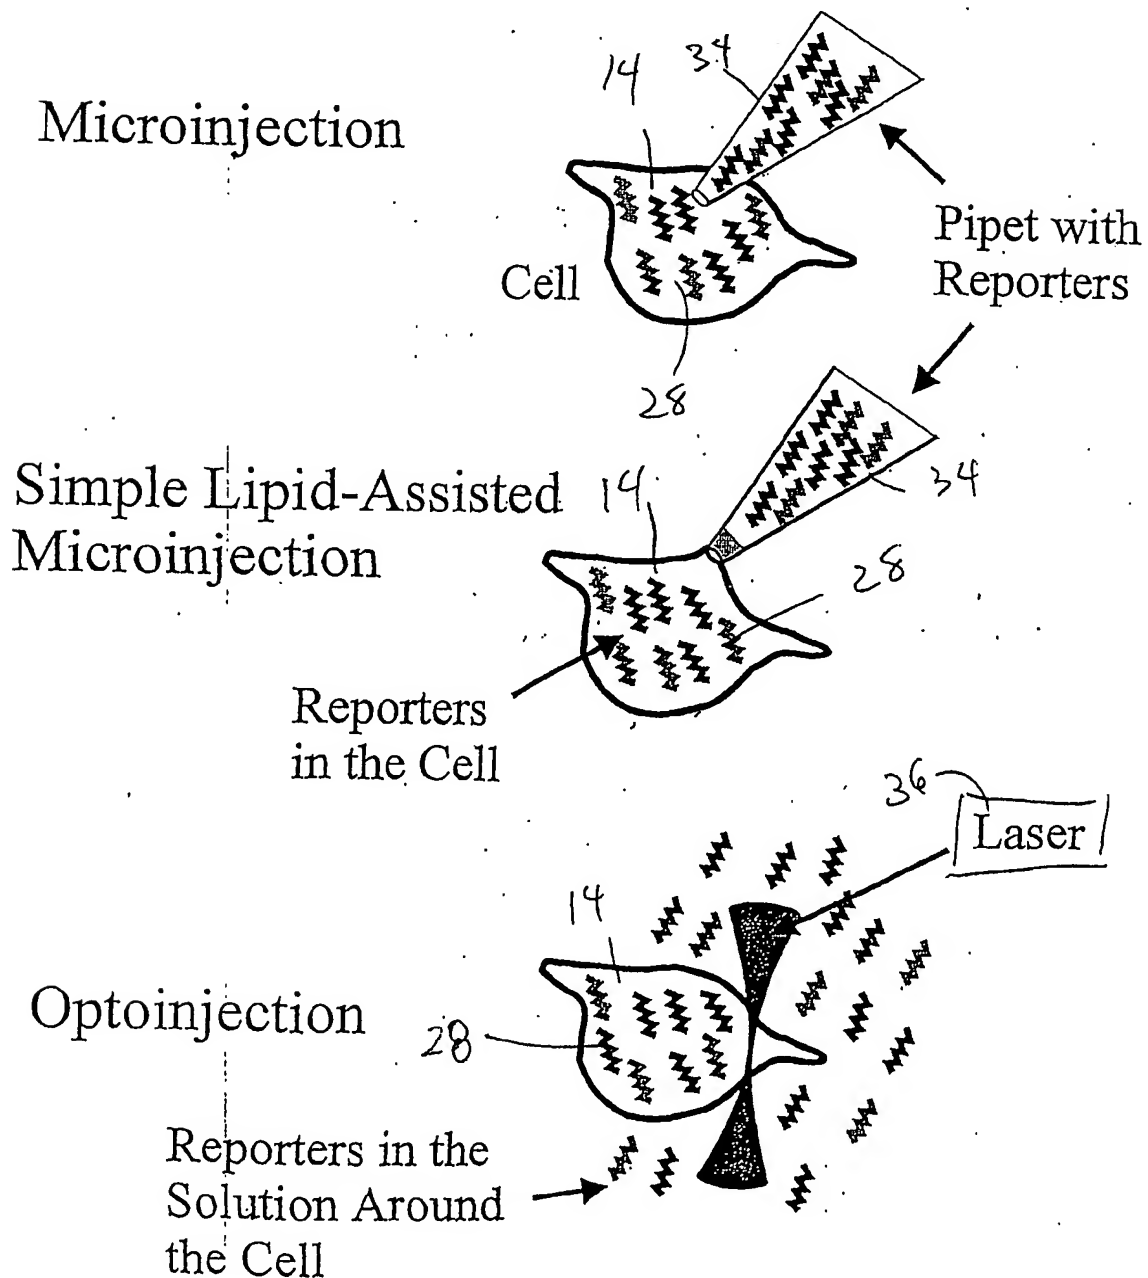 14
34
Microinjection
Pipet with
Reporters
Cell
28
Simple Lipid-Assisted
Microinjection
14
34
28
Reporters
in the Cell
36
Laser
14
Optoinjection
28
Reporters in the
Solution Around
the Cell